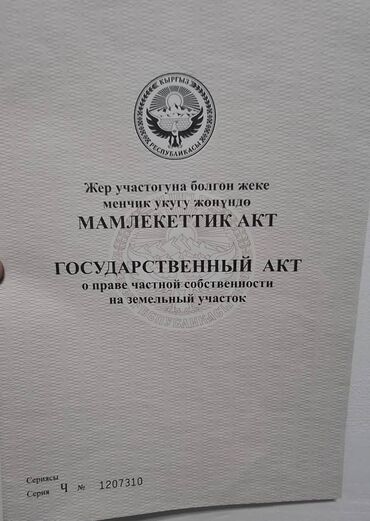 КЫРГЫЗ
РЕСПУБЛИКАСЫ
Жер участогуна болгон жеке
менчик укугу жөнүндө
МАМЛЕКЕТТИК АКТ
ГОСУДАРСТВЕННЫЙ АКТ
о праве частной собственности
на земельный участок
РЕСПУБЛИКАСЫ
Сериясы
Серия Ч № 1207310